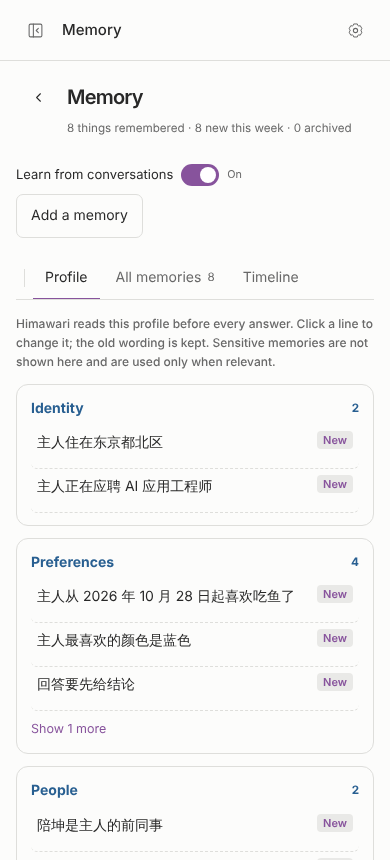 Memory
Memory
8 things remembered · 8 new this week · 0 archived
Learn from conversations On
Add a memory
Profile All memories 8 Timeline
Himawari reads this profile before every answer. Click a line to
change it; the old wording is kept. Sensitive memories are not
shown here and are used only when relevant.
Identity 2
主人住在东京都北区 New
主人正在应聘 AI 应用工程师 New
Preferences 4
主人从 2026 年 10 月 28 日起喜欢吃鱼了 New
主人最喜欢的颜色是蓝色 New
回答要先给结论 New
Show 1 more
People 2
陪坤是主人的前同事 New